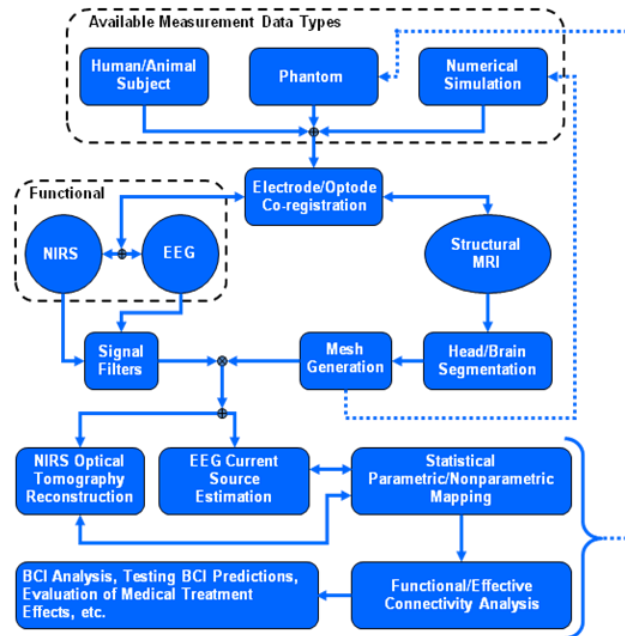 Available Measurement Data Types
Human/Animal
Subject
Phantom
Numerical
Simulation
Electrode/Optode
Co-registration
Functional
NIRS
EEG
Structural
MRI
Signal
Filters
Mesh
Generation
Head/Brain
Segmentation
NIRS Optical
Tomography
Reconstruction
EEG Current
Source
Estimation
Statistical
Parametric/Nonparametric
Mapping
BCI Analysis, Testing BCI Predictions,
Evaluation of Medical Treatment
Effects, etc.
Functional/Effective
Connectivity Analysis